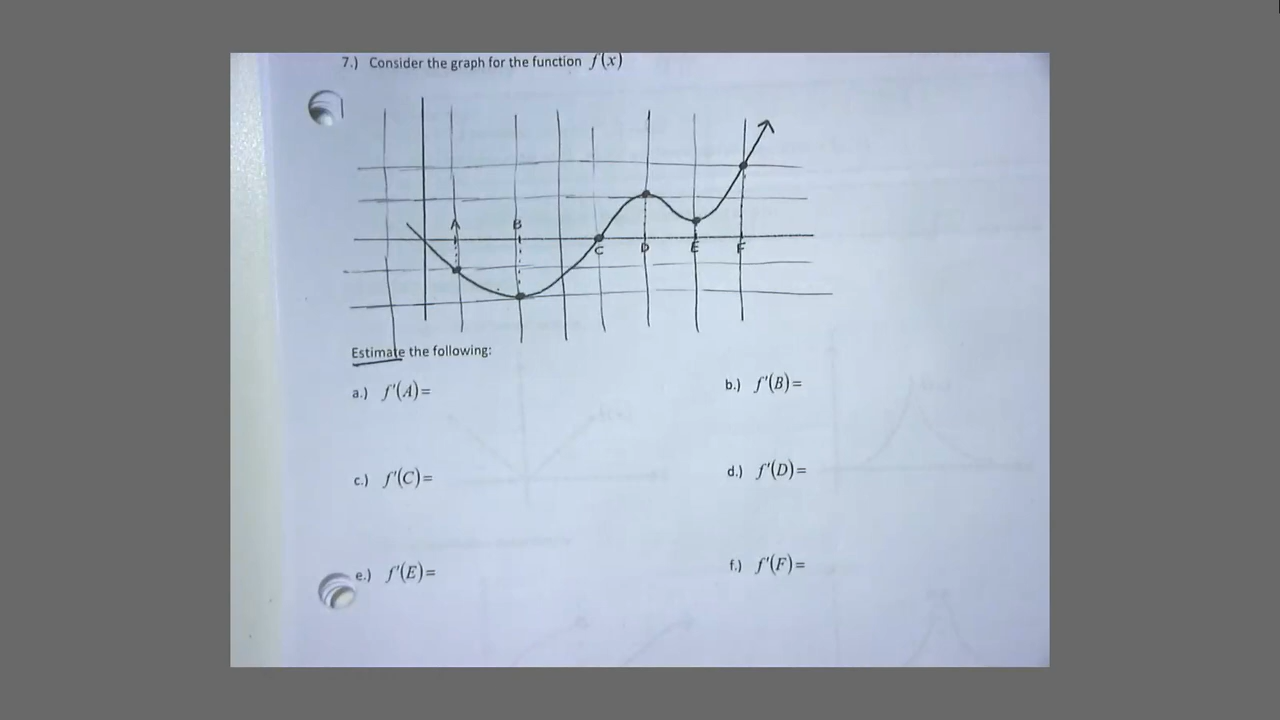 7.) Consider the graph for the function f(x)
A B
C D E F
Estimate the following:
a.) f'(A)= b.) f'(B)=
c.) f'(C)= d.) f'(D)=
e.) f'(E)= f.) f'(F)=